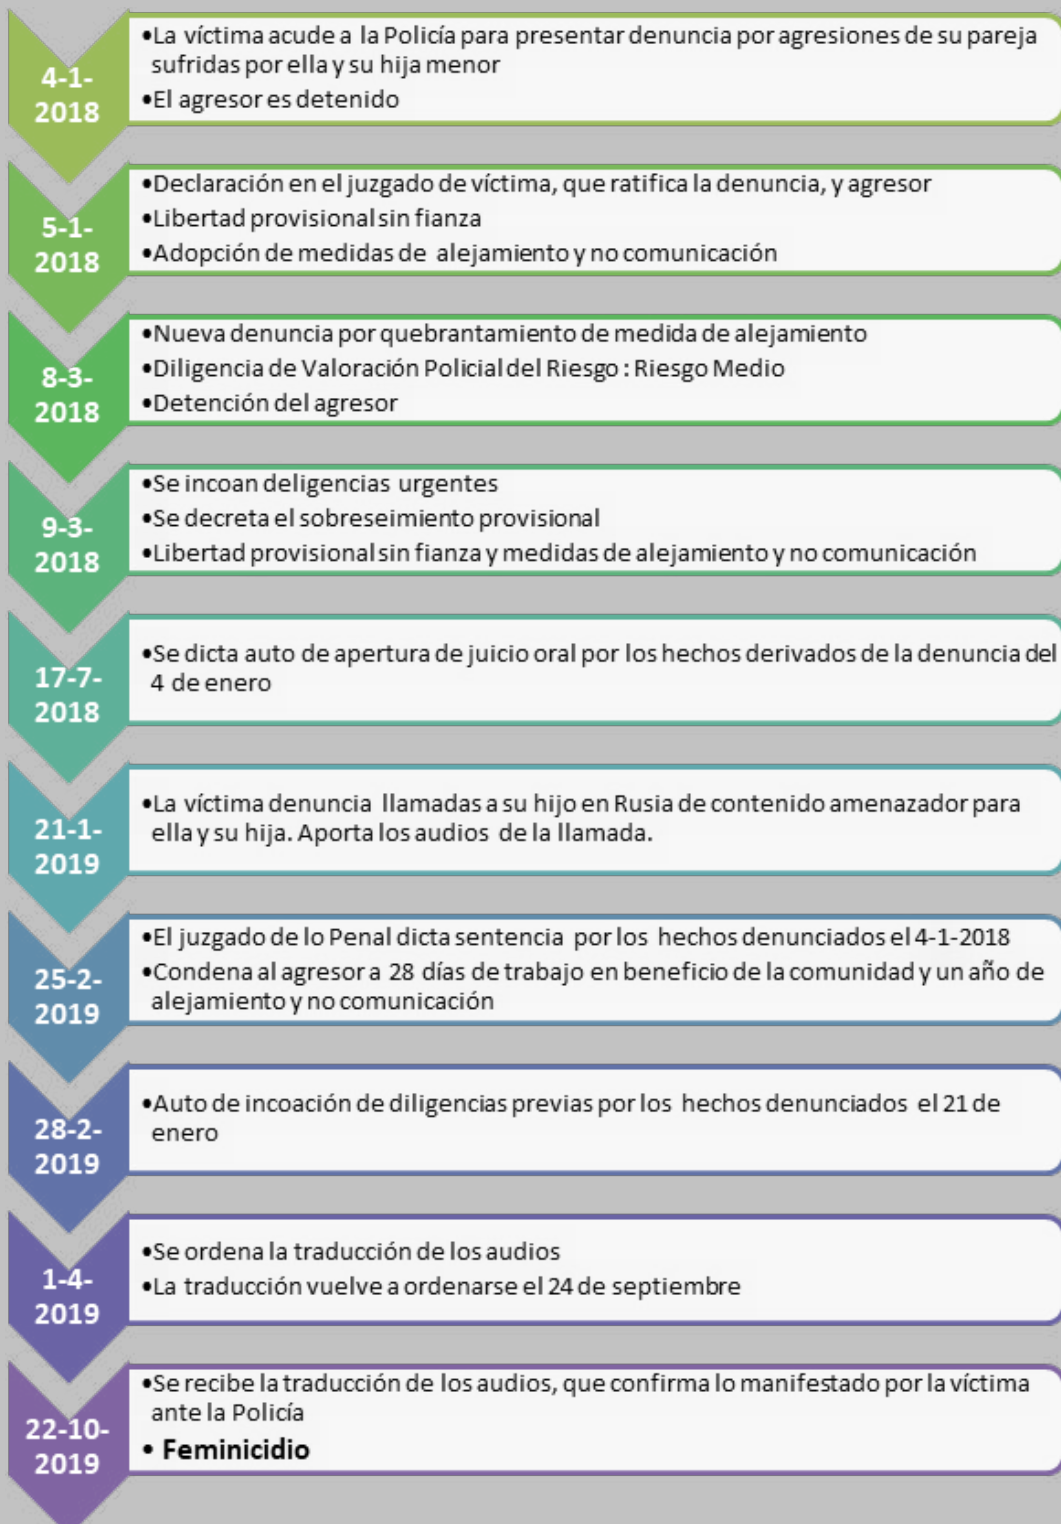 4-1-
2018
•La víctima acude a la Policía para presentar denuncia por agresiones de su pareja
sufridas por ella y su hija menor
•El agresor es detenido
5-1-
2018
•Declaración en el juzgado de víctima, que ratifica la denuncia, y agresor
•Libertad provisional sin fianza
•Adopción de medidas de alejamiento y no comunicación
8-3-
2018
•Nueva denuncia por quebrantamiento de medida de alejamiento
•Diligencia de Valoración Policial del Riesgo : Riesgo Medio
•Detención del agresor
9-3-
2018
•Se incoan deligencias urgentes
•Se decreta el sobreseimiento provisional
•Libertad provisional sin fianza y medidas de alejamiento y no comunicación
17-7-
2018
•Se dicta auto de apertura de juicio oral por los hechos derivados de la denuncia del
4 de enero
21-1-
2019
•La víctima denuncia llamadas a su hijo en Rusia de contenido amenazador para
ella y su hija. Aporta los audios de la llamada.
25-2-
2019
•El juzgado de lo Penal dicta sentencia por los hechos denunciados el 4-1-2018
•Condena al agresor a 28 días de trabajo en beneficio de la comunidad y un año de
alejamiento y no comunicación
28-2-
2019
•Auto de incoación de diligencias previas por los hechos denunciados el 21 de
enero
1-4-
2019
•Se ordena la traducción de los audios
•La traducción vuelve a ordenarse el 24 de septiembre
22-10-
2019
•Se recibe la traducción de los audios, que confirma lo manifestado por la víctima
ante la Policía
• Feminicidio